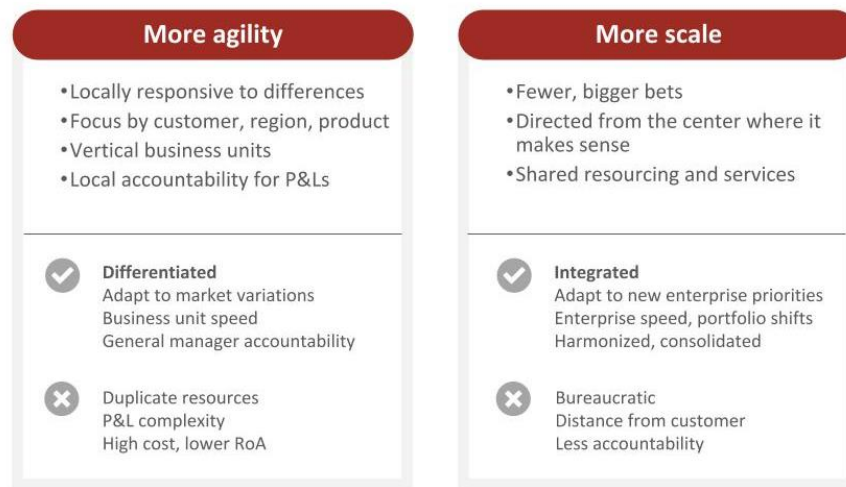 More agility
•Locally responsive to differences
•Focus by customer, region, product
•Vertical business units
•Local accountability for P&Ls
Differentiated
Adapt to market variations
Business unit speed
General manager accountability
Duplicate resources
P&L complexity
High cost, lower RoA
More scale
•Fewer, bigger bets
•Directed from the center where it
makes sense
•Shared resourcing and services
Integrated
Adapt to new enterprise priorities
Enterprise speed, portfolio shifts
Harmonized, consolidated
Bureaucratic
Distance from customer
Less accountability